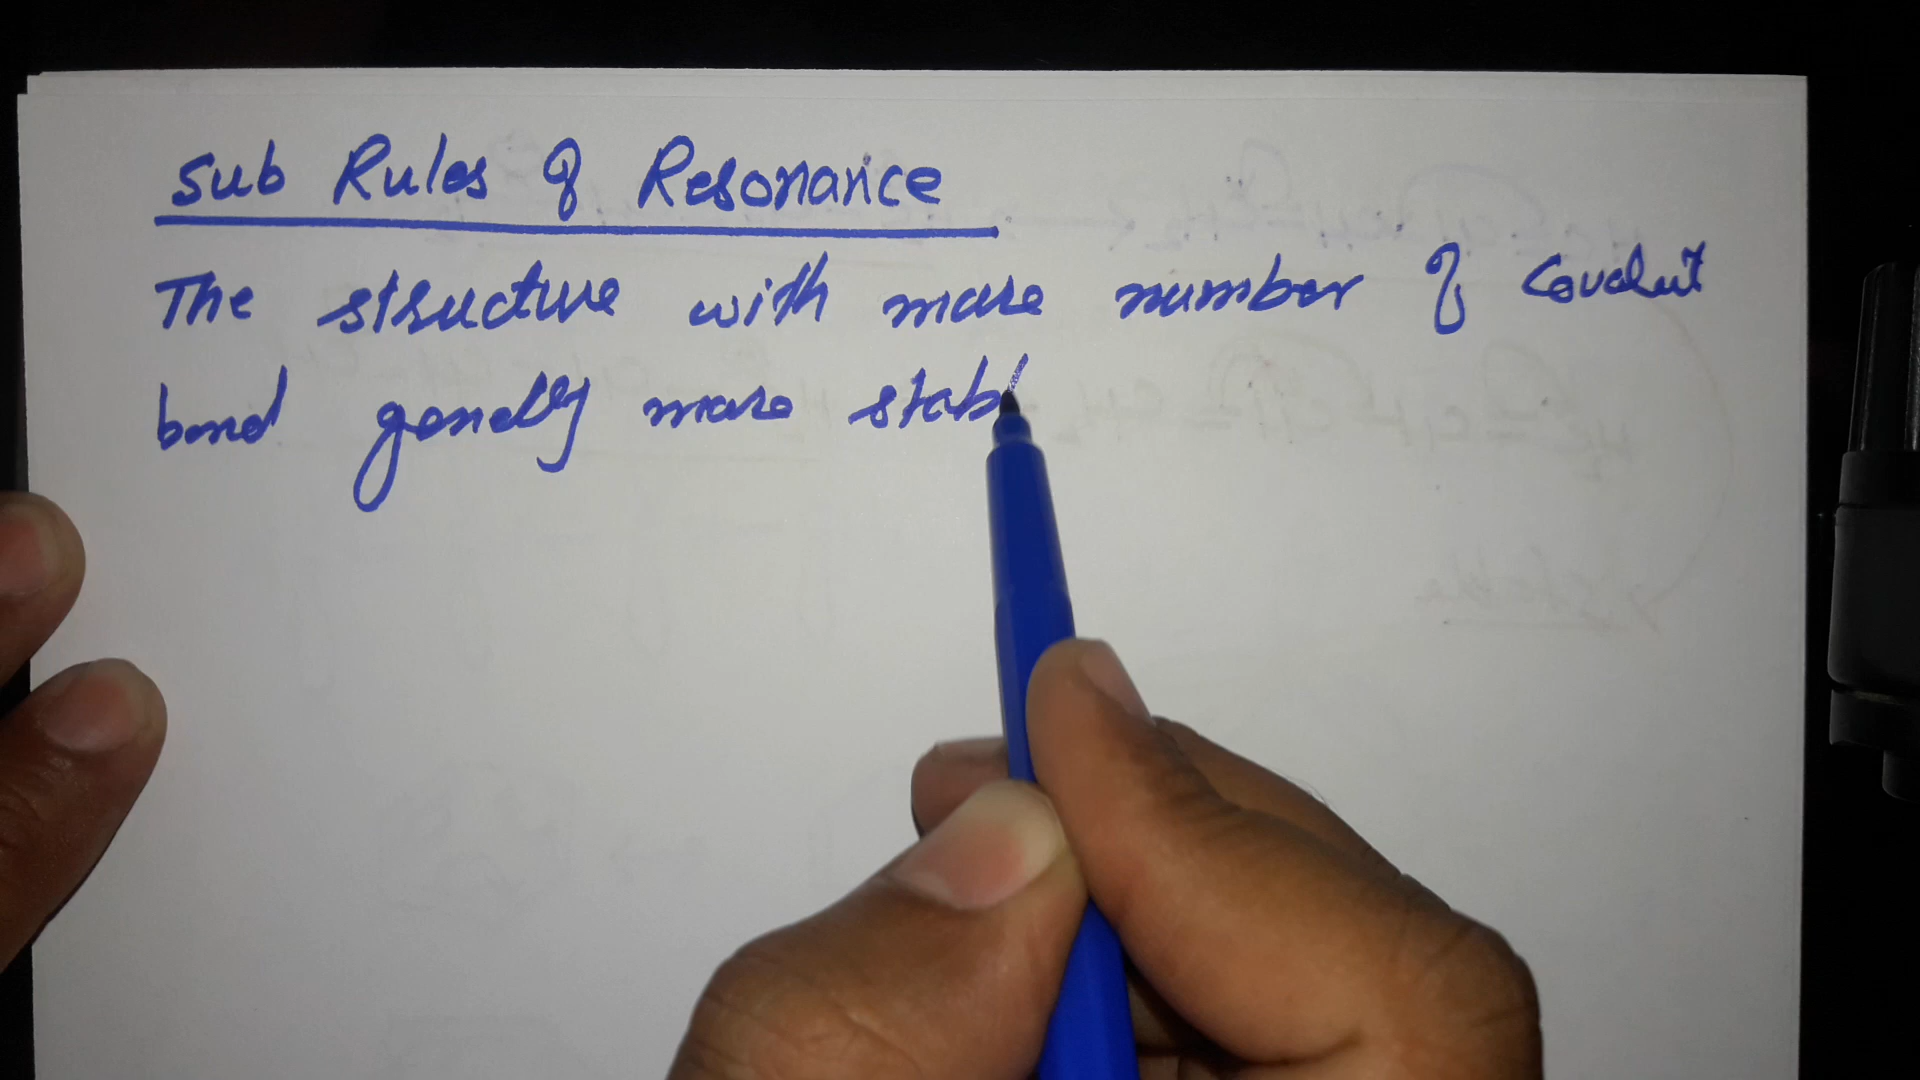 Sub Rules of Resonance
The structure with more number of covalent
bond generally more stabl